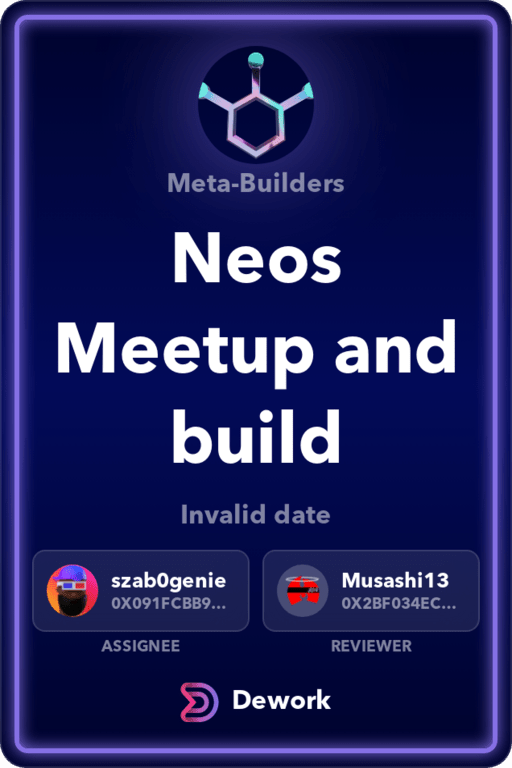 Meta-Builders
Neos
Meetup and
build
Invalid date
szab0genie
0X091FCBB9...
Musashi13
0X2BF034EC...
ASSIGNEE
REVIEWER
Dework